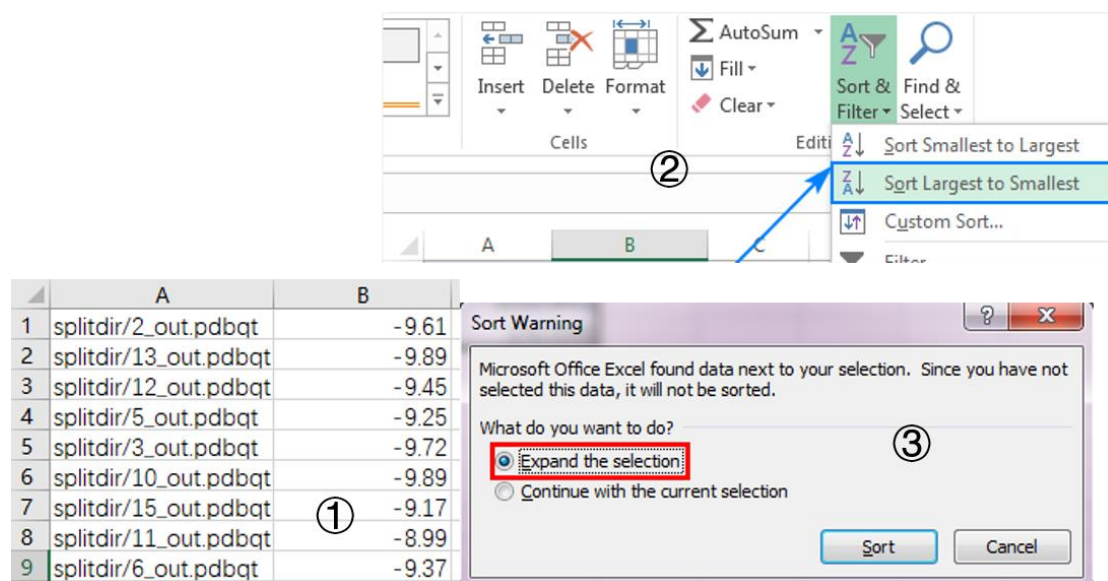 AutoSum
Fill
Clear
Insert Delete Format
Sort & Filter
Find & Select
Cells
Editi
Sort Smallest to Largest
Sort Largest to Smallest
Custom Sort...
Filter
②
A B C
A B
1 splitdir/2_out.pdbqt -9.61
2 splitdir/13_out.pdbqt -9.89
3 splitdir/12_out.pdbqt -9.45
4 splitdir/5_out.pdbqt -9.25
5 splitdir/3_out.pdbqt -9.72
6 splitdir/10_out.pdbqt -9.89
7 splitdir/15_out.pdbqt -9.17
8 splitdir/11_out.pdbqt -8.99
9 splitdir/6_out.pdbqt -9.37
①
Sort Warning
Microsoft Office Excel found data next to your selection. Since you have not
selected this data, it will not be sorted.
What do you want to do?
Expand the selection
Continue with the current selection
③
Sort Cancel